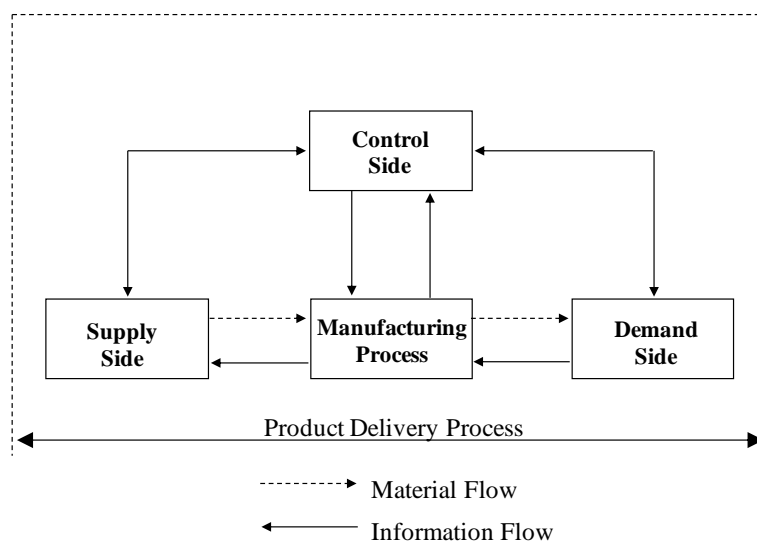 Control
Side
Supply
Side
Manufacturing
Process
Demand
Side
Product Delivery Process
Material Flow
Information Flow